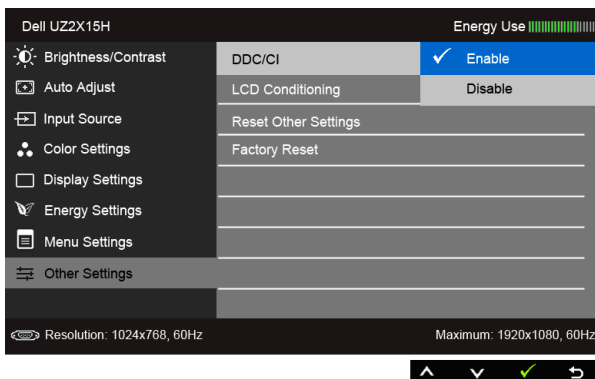 Dell UZ2X15H Energy Use
Brightness/Contrast DDC/CI Enable
Auto Adjust LCD Conditioning Disable
Input Source Reset Other Settings
Color Settings Factory Reset
Display Settings
Energy Settings
Menu Settings
Other Settings
Resolution: 1024x768, 60Hz Maximum: 1920x1080, 60Hz